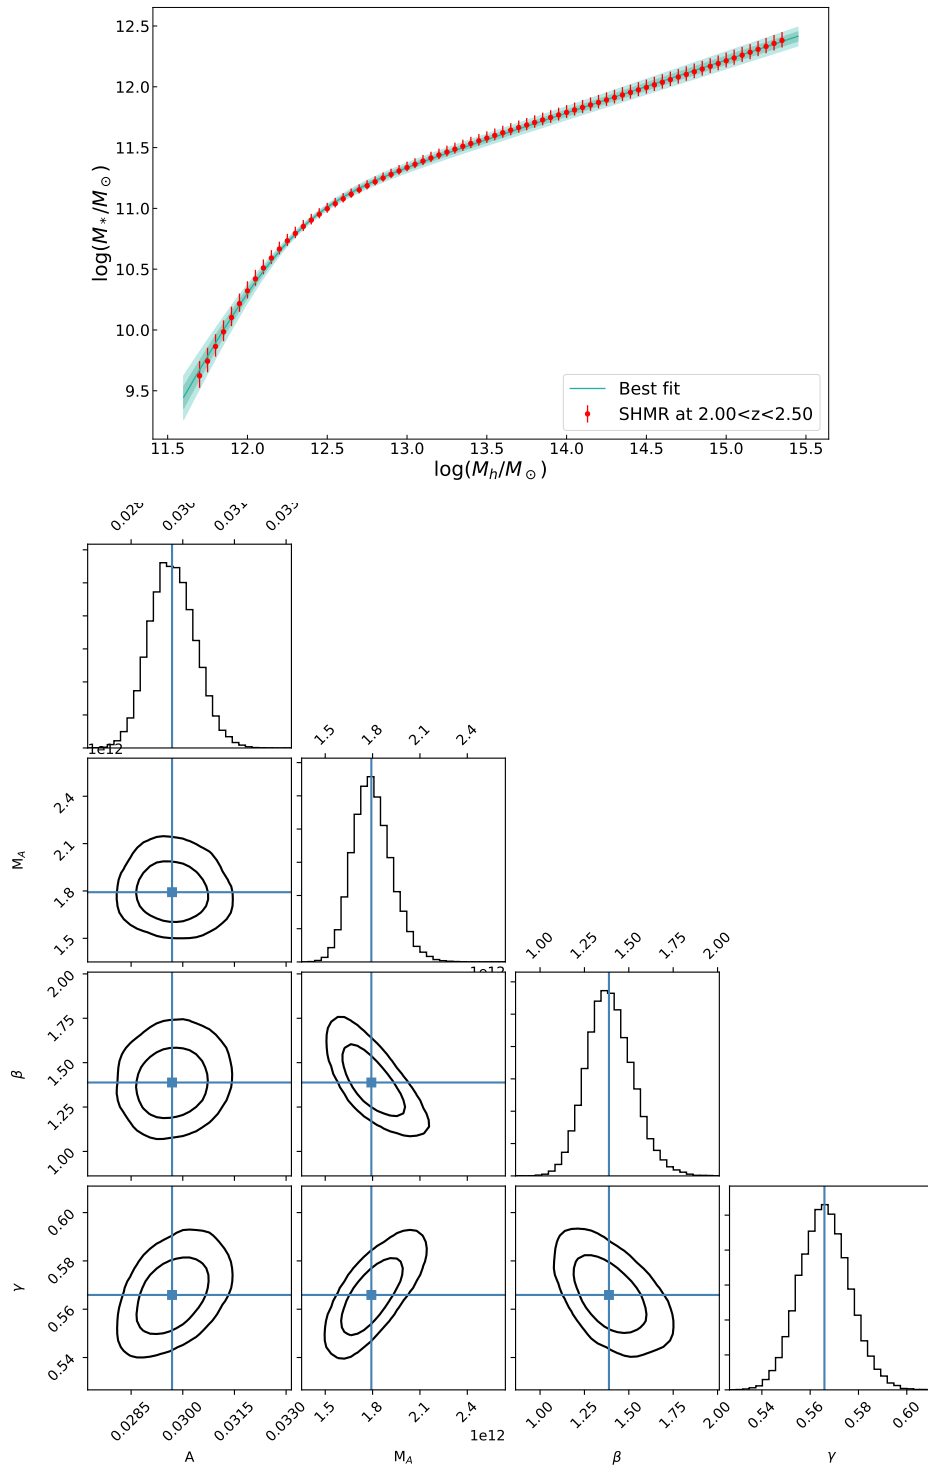 12.5
12.0
11.5
11.0
10.5
10.0
9.5
log(M*/M⊙)
Best fit
SHMR at 2.00<z<2.50
11.5 12.0 12.5 13.0 13.5 14.0 14.5 15.0 15.5
log(Mh/M⊙)
1.5 1.8 2.1 2.4
1e12
2.4
2.1
1.8
1.5
MA
1.00 1.25 1.50 1.75 2.00
1e12
2.00
1.75
1.50
1.25
1.00
β
0.60
0.58
0.56
0.54
γ
0.0285 0.0300 0.0315 0.0330
1.5 1.8 2.1 2.4
1.00 1.25 1.50 1.75 2.00
0.54 0.56 0.58 0.60
1e12
A MA β γ